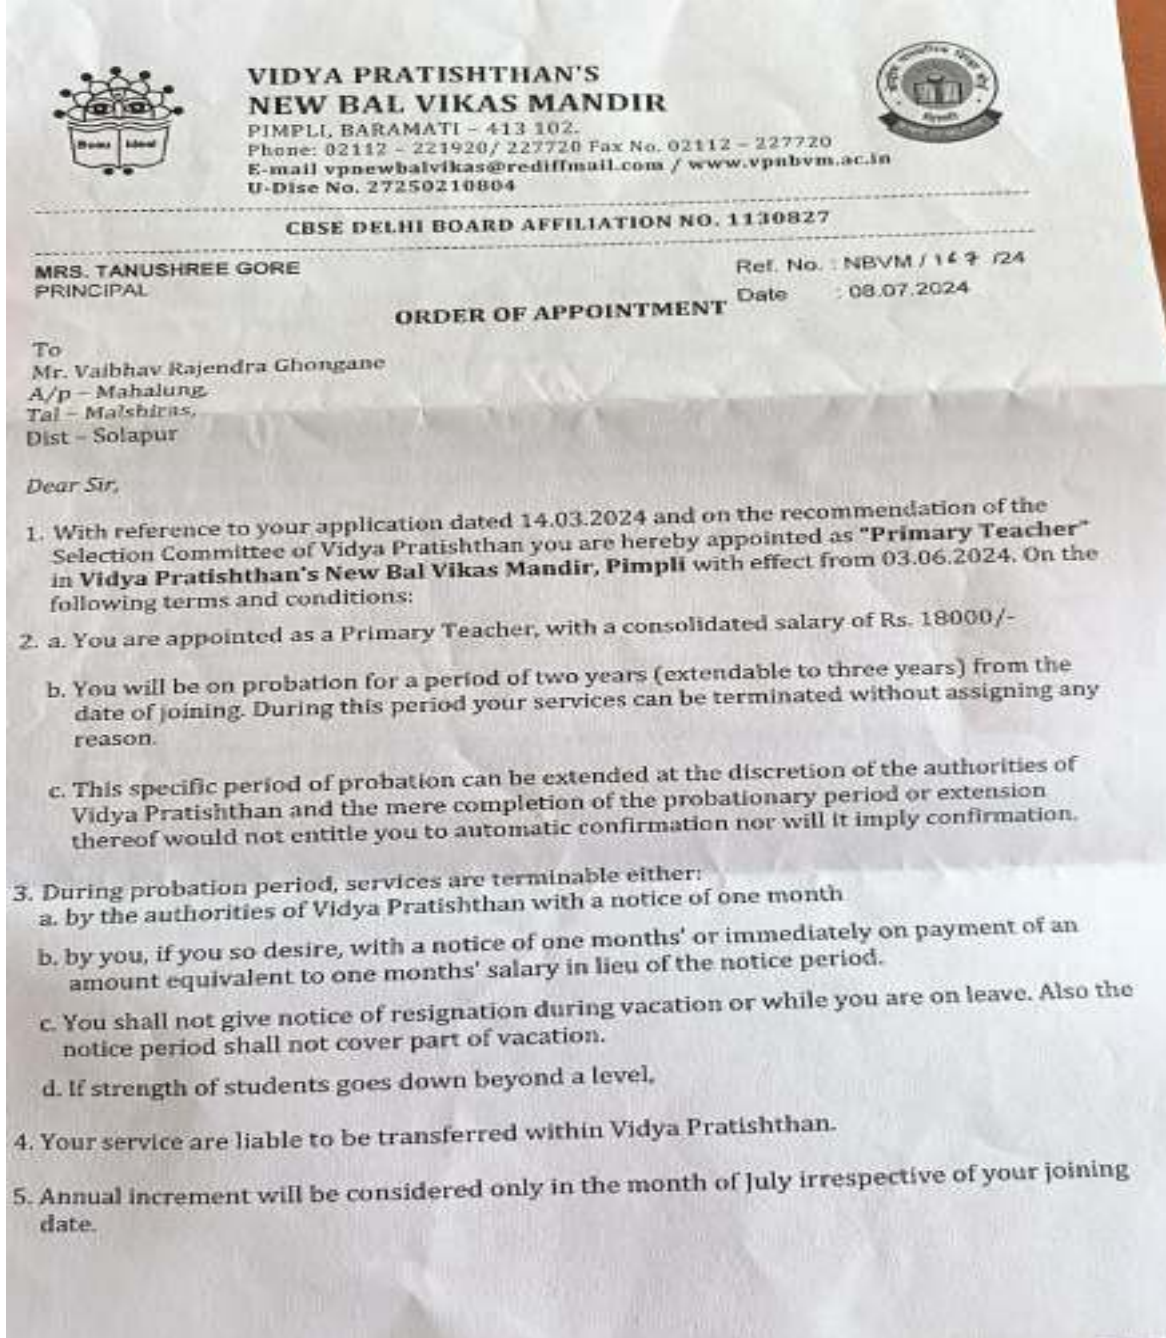 VIDYA PRATISHTHAN'S
NEW BAL VIKAS MANDIR
PIMPLI, BARAMATI – 413 102.
Phone: 02112 – 221920/ 227720 Fax No. 02112 – 227720
E-mail vpnewbalvikas@rediffmail.com / www.vpnbvm.ac.in
U-Dise No. 27250210804
CBSE DELHI BOARD AFFILIATION NO. 1130827
MRS. TANUSHREE GORE
PRINCIPAL
Ref. No. : NBVM / 167 /24
Date : 08.07.2024
ORDER OF APPOINTMENT
To
Mr. Vaibhav Rajendra Ghongane
A/p – Mahalung,
Tal – Malshiras,
Dist – Solapur
Dear Sir,
1. With reference to your application dated 14.03.2024 and on the recommendation of the
Selection Committee of Vidya Pratishthan you are hereby appointed as "Primary Teacher"
in Vidya Pratishthan's New Bal Vikas Mandir, Pimpli with effect from 03.06.2024. On the
following terms and conditions:
2. a. You are appointed as a Primary Teacher, with a consolidated salary of Rs. 18000/-
b. You will be on probation for a period of two years (extendable to three years) from the
date of joining. During this period your services can be terminated without assigning any
reason.
c. This specific period of probation can be extended at the discretion of the authorities of
Vidya Pratishthan and the mere completion of the probationary period or extension
thereof would not entitle you to automatic confirmation nor will it imply confirmation.
3. During probation period, services are terminable either:
a. by the authorities of Vidya Pratishthan with a notice of one month
b. by you, if you so desire, with a notice of one months' or immediately on payment of an
amount equivalent to one months' salary in lieu of the notice period.
c. You shall not give notice of resignation during vacation or while you are on leave. Also the
notice period shall not cover part of vacation.
d. If strength of students goes down beyond a level,
4. Your service are liable to be transferred within Vidya Pratishthan.
5. Annual increment will be considered only in the month of July irrespective of your joining
date.